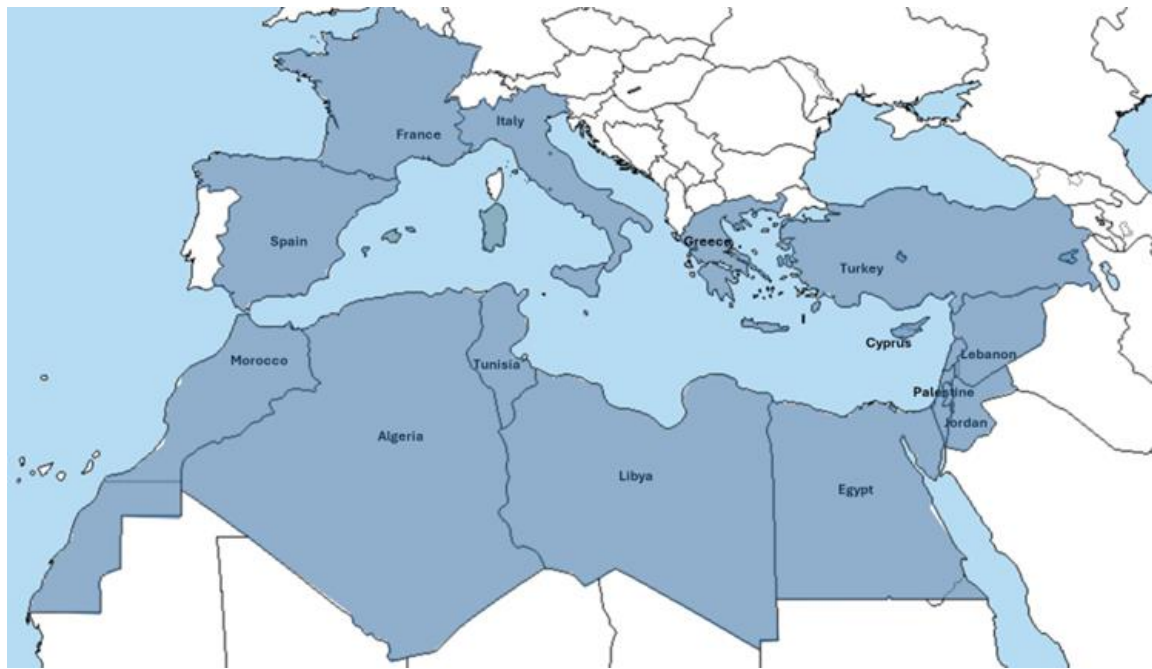 Italy
France
Spain
Greece
Turkey
Cyprus
Morocco
Tunisia
Lebanon
Palestine
Jordan
Algeria
Libya
Egypt